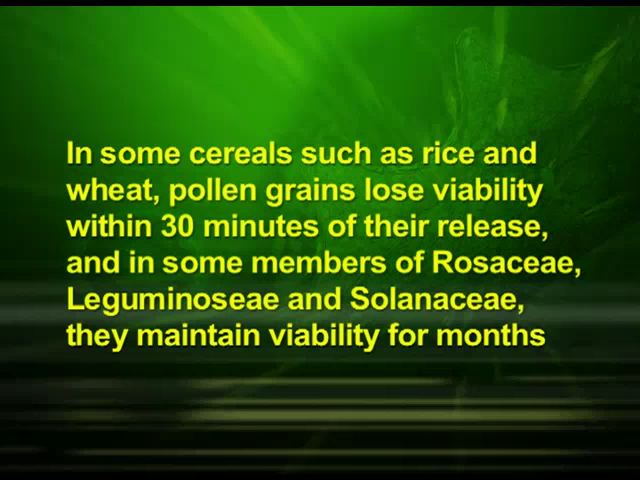 In some cereals such as rice and
wheat, pollen grains lose viability
within 30 minutes of their release,
and in some members of Rosaceae,
Leguminoseae and Solanaceae,
they maintain viability for months